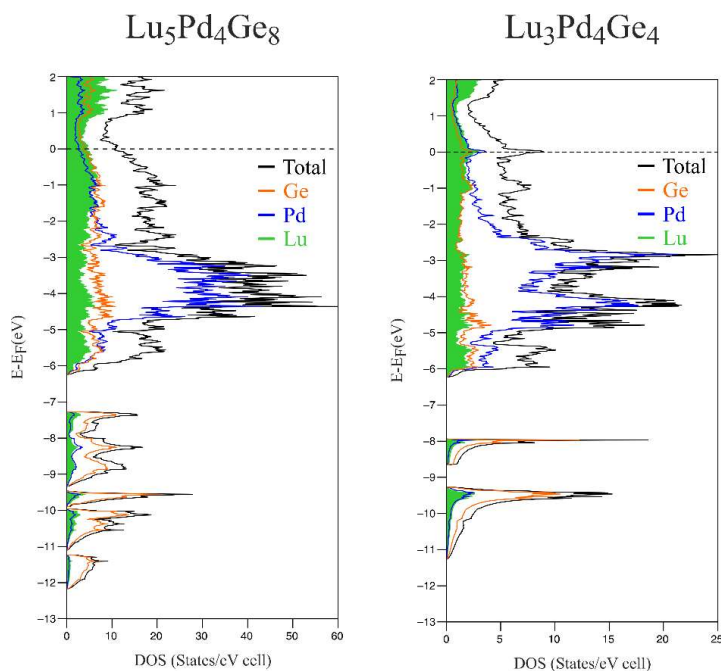 Lu₅Pd₄Ge₈
2
1
0
−1
−2
−3
−4
−5
−6
−7
−8
−9
−10
−11
−12
−13
E-EF(eV)
Total
Ge
Pd
Lu
0 10 20 30 40 50 60
DOS (States/eV cell)
Lu₃Pd₄Ge₄
2
1
0
−1
−2
−3
−4
−5
−6
−7
−8
−9
−10
−11
−12
−13
E-EF(eV)
Total
Ge
Pd
Lu
0 5 10 15 20 25
DOS (States/eV cell)